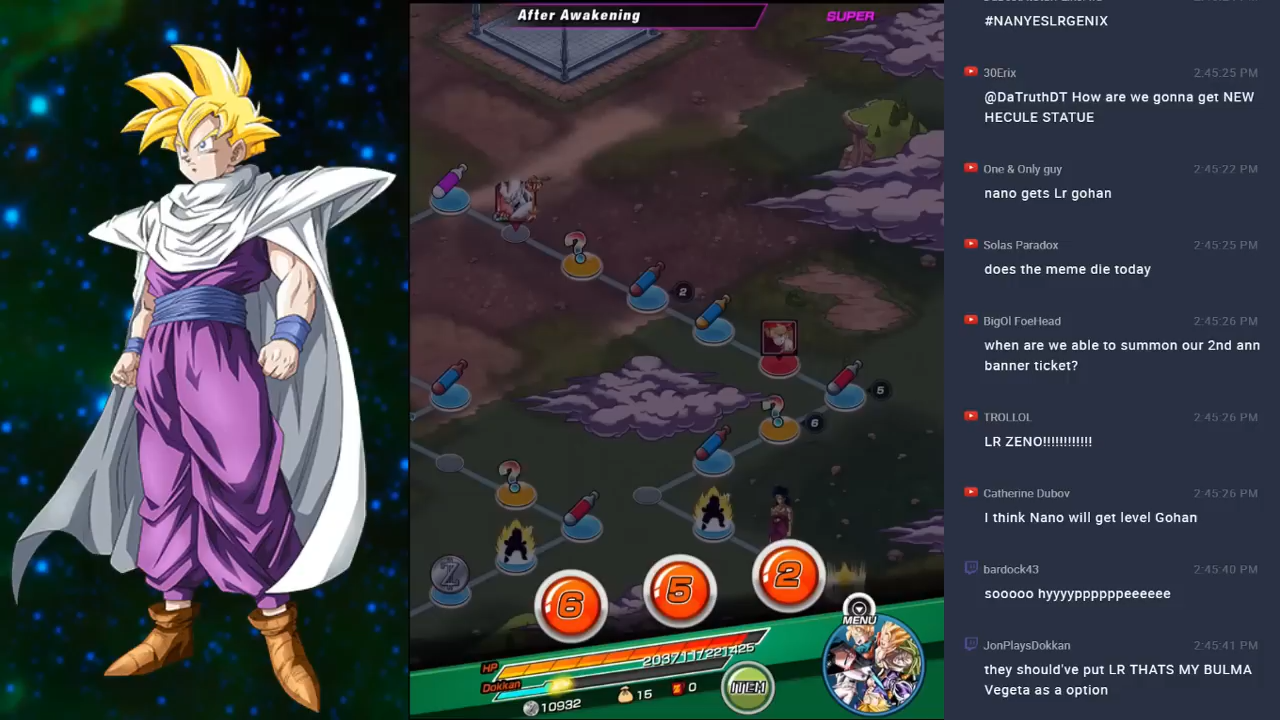 After Awakening
SUPER
2
5
6
6
5
2
MENU
HP
203711/221425
Dokkan
10932
15
0
ITEM
#NANYESLRGENIX
30Erix
2:45:25 PM
@DaTruthDT How are we gonna get NEW
HECULE STATUE
One & Only guy
2:45:22 PM
nano gets Lr gohan
Solas Paradox
2:45:25 PM
does the meme die today
BigOl FoeHead
2:45:26 PM
when are we able to summon our 2nd ann
banner ticket?
TROLLOL
2:45:26 PM
LR ZENO!!!!!!!!!!!!
Catherine Dubov
2:45:26 PM
I think Nano will get level Gohan
bardock43
2:45:40 PM
sooooo hyyyyppppppeeeeee
JonPlaysDokkan
2:45:41 PM
they should've put LR THATS MY BULMA
Vegeta as a option